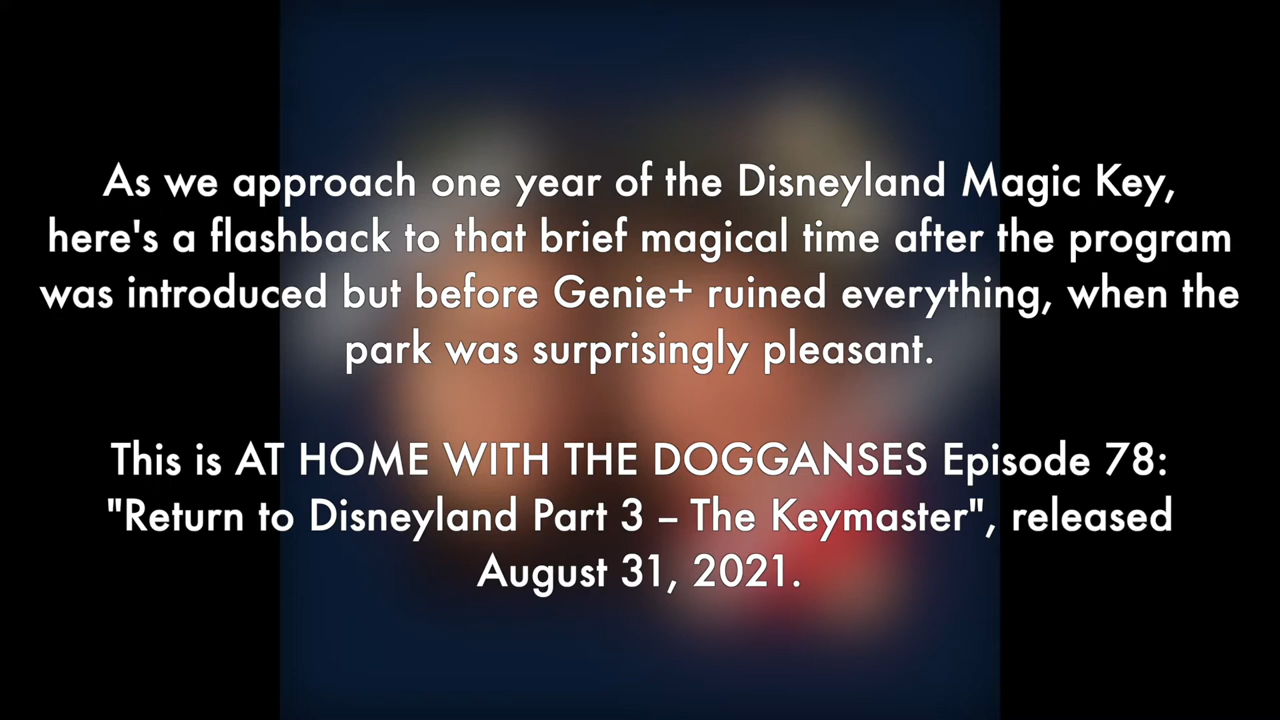 As we approach one year of the Disneyland Magic Key,
here's a flashback to that brief magical time after the program
was introduced but before Genie+ ruined everything, when the
park was surprisingly pleasant.
This is AT HOME WITH THE DOGGANSES Episode 78:
"Return to Disneyland Part 3 – The Keymaster", released
August 31, 2021.